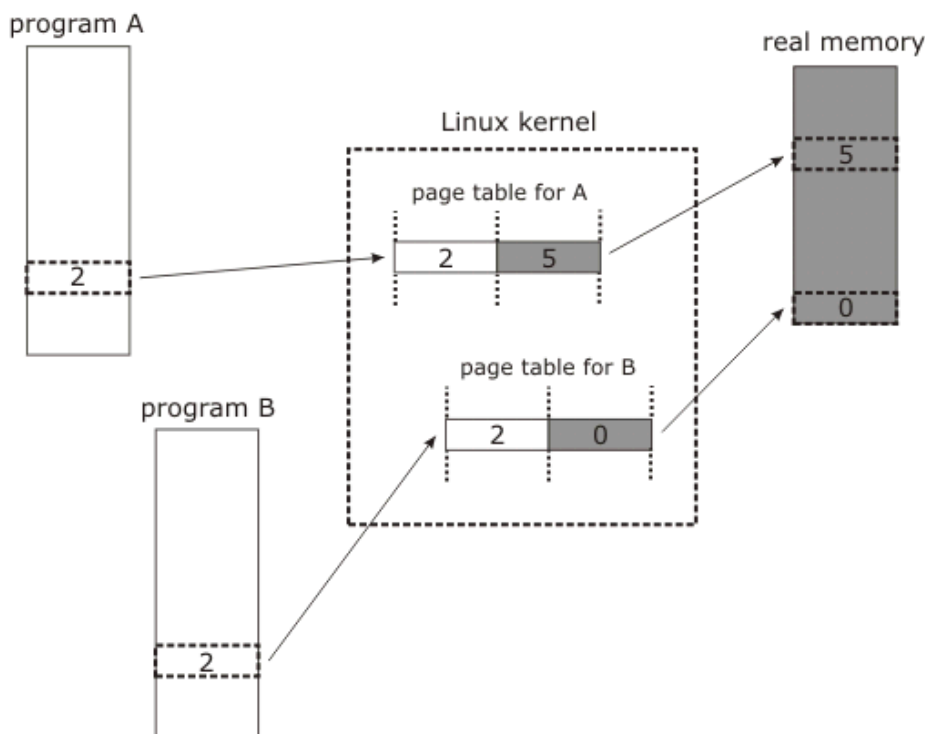 program A
real memory
Linux kernel
5
page table for A
2 5
2
0
page table for B
program B
2 0
2